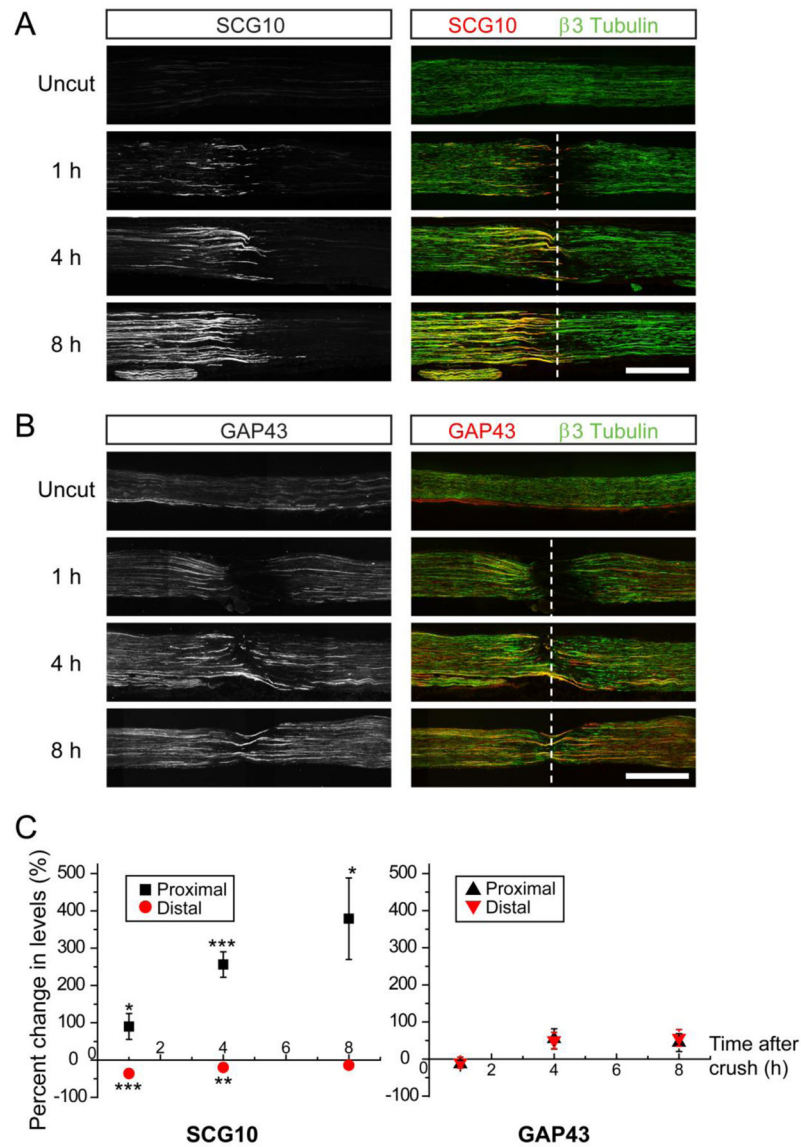 A
SCG10
SCG10 β3 Tubulin
Uncut
1 h
4 h
8 h
B
GAP43
GAP43 β3 Tubulin
Uncut
1 h
4 h
8 h
C
Percent change in levels (%)
500
400
300
200
100
0
-100
Proximal
Distal
*
***
*
***
**
0 2 4 6 8
SCG10
500
400
300
200
100
0
-100
Proximal
Distal
0 2 4 6 8
Time after
crush (h)
GAP43